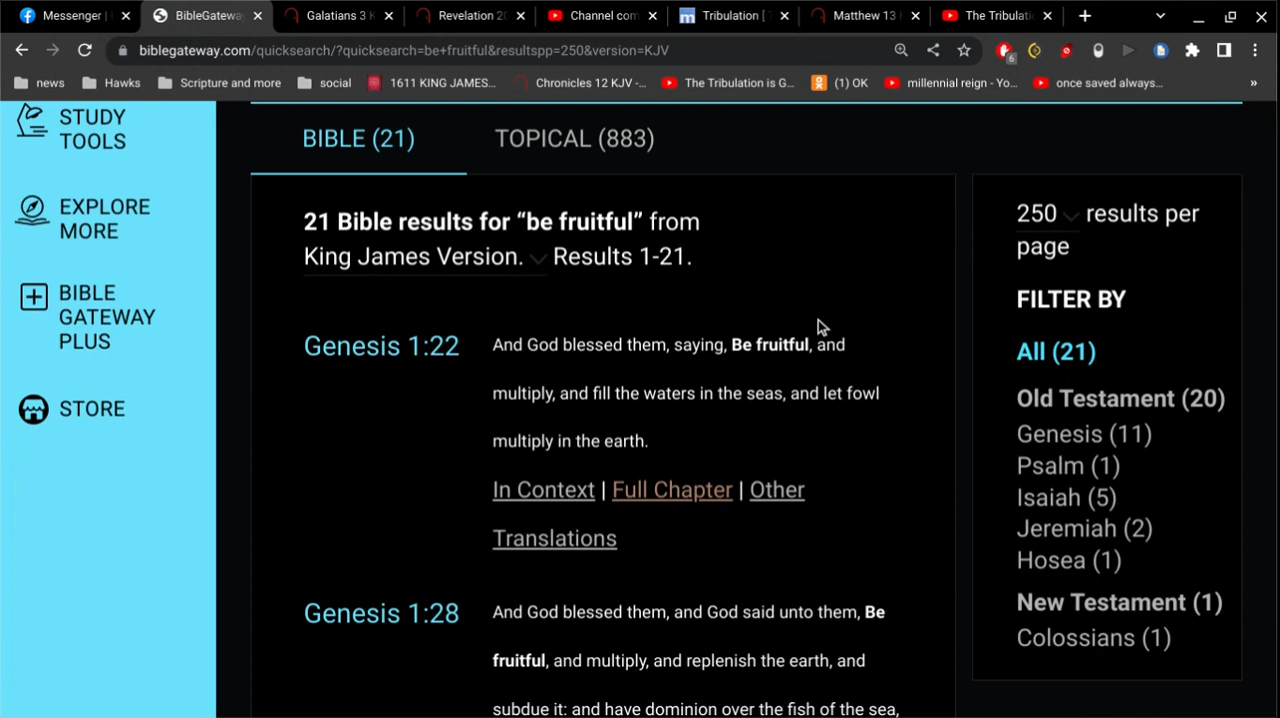 Messenger |
BibleGateway
Galatians 3 K
Revelation 20
Channel com
Tribulation [T
Matthew 13 K
The Tribulati
biblegateway.com/quicksearch/?quicksearch=be+fruitful&resultspp=250&version=KJV
6
news
Hawks
Scripture and more
social
1611 KING JAMES...
Chronicles 12 KJV -...
The Tribulation is G...
(1) OK
millennial reign - Yo...
once saved always...
»
STUDY
TOOLS
EXPLORE
MORE
BIBLE
GATEWAY
PLUS
STORE
BIBLE (21)
TOPICAL (883)
21 Bible results for “be fruitful” from
King James Version. Results 1-21.
Genesis 1:22
And God blessed them, saying, Be fruitful, and
multiply, and fill the waters in the seas, and let fowl
multiply in the earth.
In Context | Full Chapter | Other
Translations
Genesis 1:28
And God blessed them, and God said unto them, Be
fruitful, and multiply, and replenish the earth, and
subdue it: and have dominion over the fish of the sea,
250 results per
page
FILTER BY
All (21)
Old Testament (20)
Genesis (11)
Psalm (1)
Isaiah (5)
Jeremiah (2)
Hosea (1)
New Testament (1)
Colossians (1)